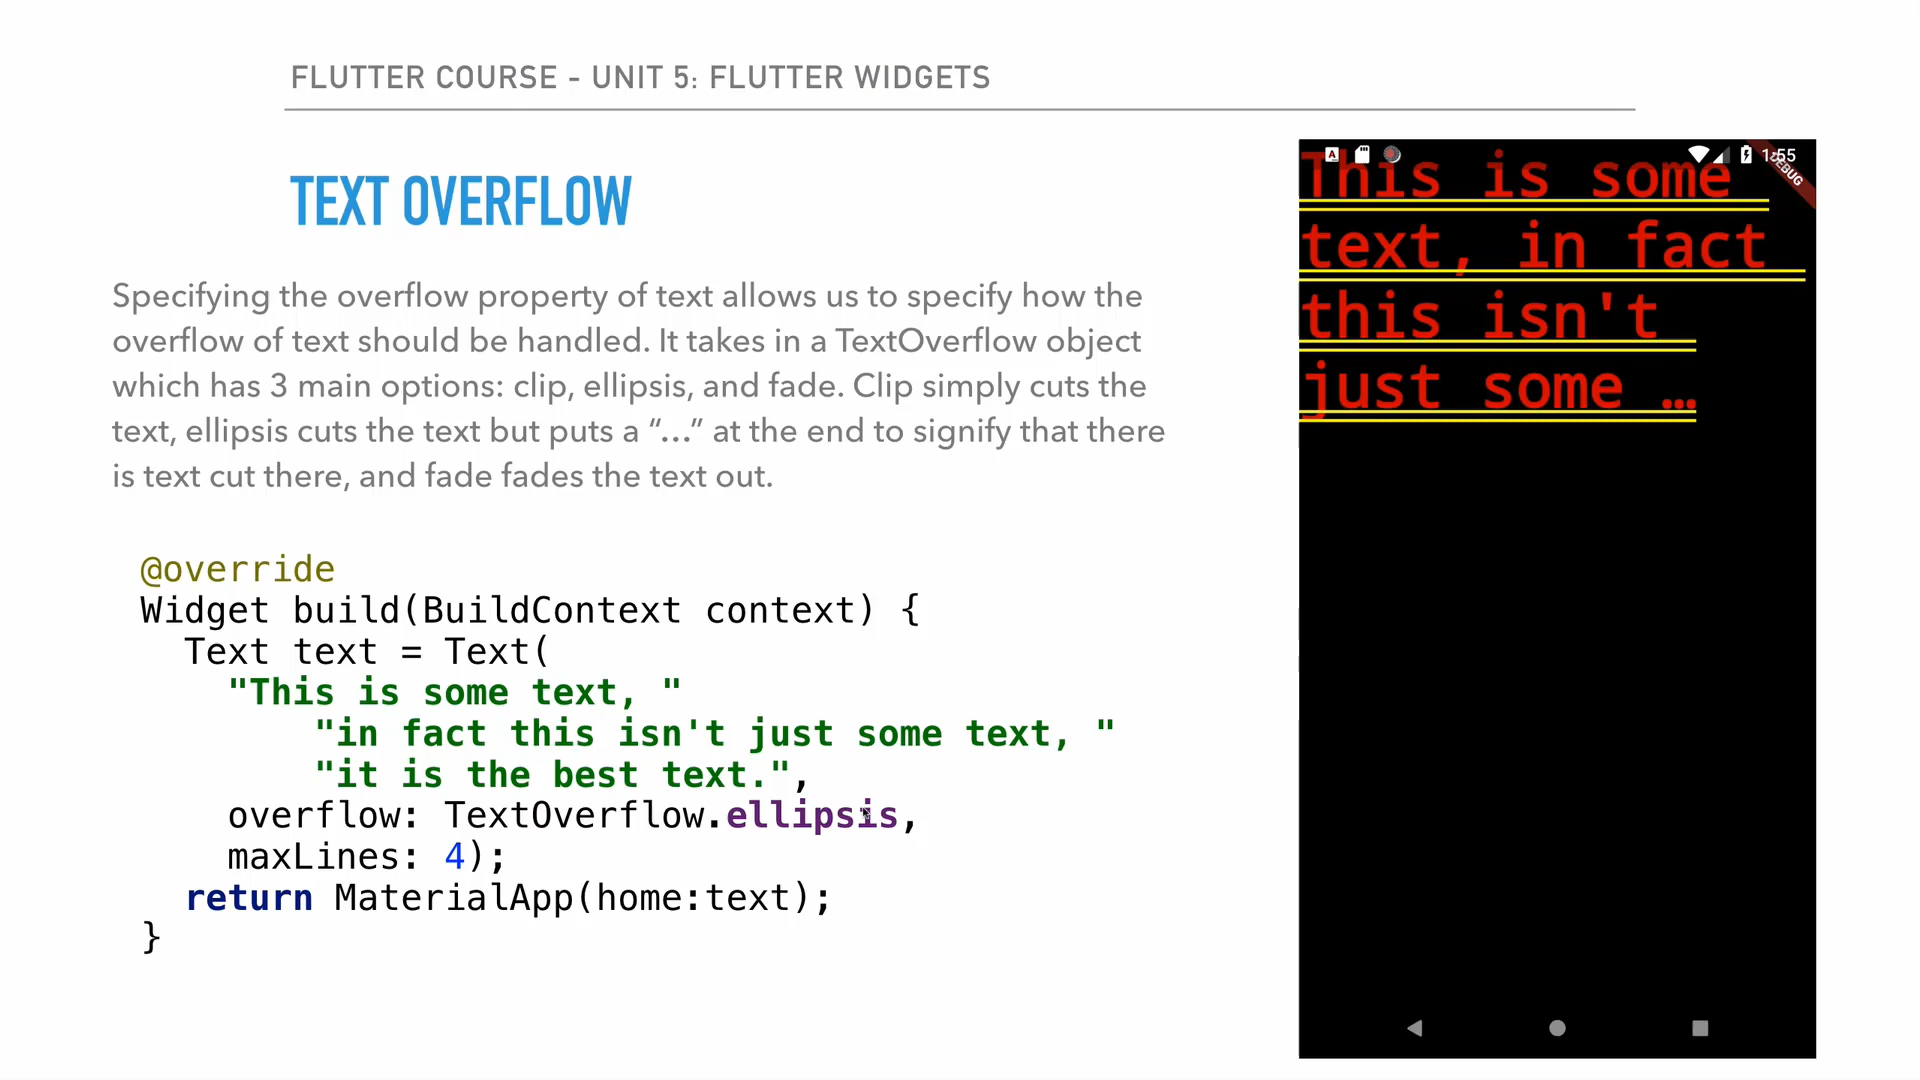 FLUTTER COURSE - UNIT 5: FLUTTER WIDGETS
TEXT OVERFLOW
Specifying the overflow property of text allows us to specify how the
overflow of text should be handled. It takes in a TextOverflow object
which has 3 main options: clip, ellipsis, and fade. Clip simply cuts the
text, ellipsis cuts the text but puts a “…” at the end to signify that there
is text cut there, and fade fades the text out.
@override
Widget build(BuildContext context) {
  Text text = Text(
    "This is some text, "
        "in fact this isn't just some text, "
        "it is the best text.",
    overflow: TextOverflow.ellipsis,
    maxLines: 4);
  return MaterialApp(home:text);
}
A
1:55
DEBUG
This is some
text, in fact
this isn't
just some …